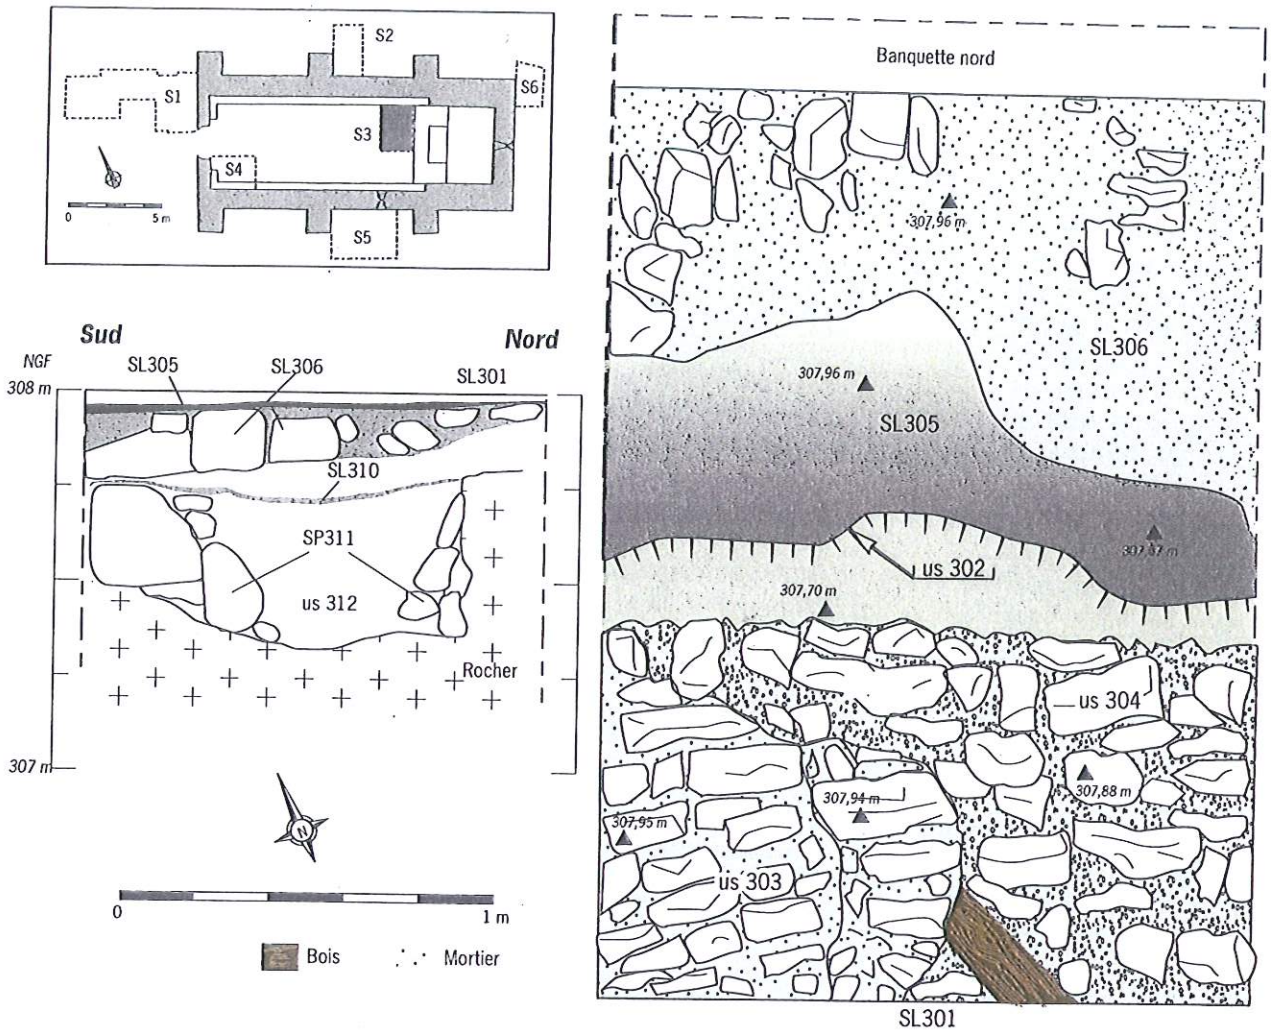 S2
S1
S6
S3
S4
S5
0
5 m
Sud
Nord
NGF
308 m
SL305
SL306
SL301
SL310
SP311
us 312
Rocher
307 m
N
0
1 m
Bois
Mortier
Banquette nord
307,96 m
SL306
307,96 m
SL305
us 302
307,70 m
us 304
307,94 m
307,88 m
307,95 m
us 303
SL301